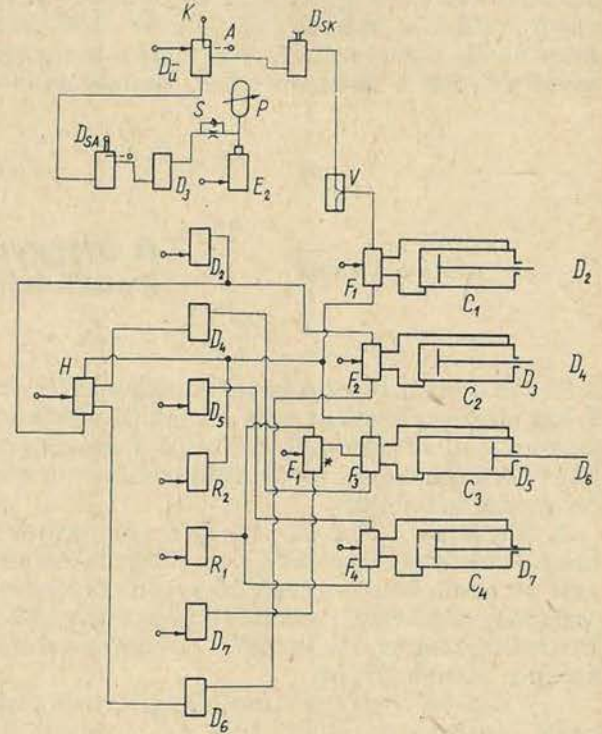 K
A
D_SK
D_ū
S
P
D_SA
D_3
E_2
V
D_2
F_1
C_1
D_2
D_4
F_2
C_2
D_3
D_4
H
D_5
E_1
*
F_3
C_3
D_5
D_6
R_2
R_1
F_4
C_4
D_7
D_7
D_6